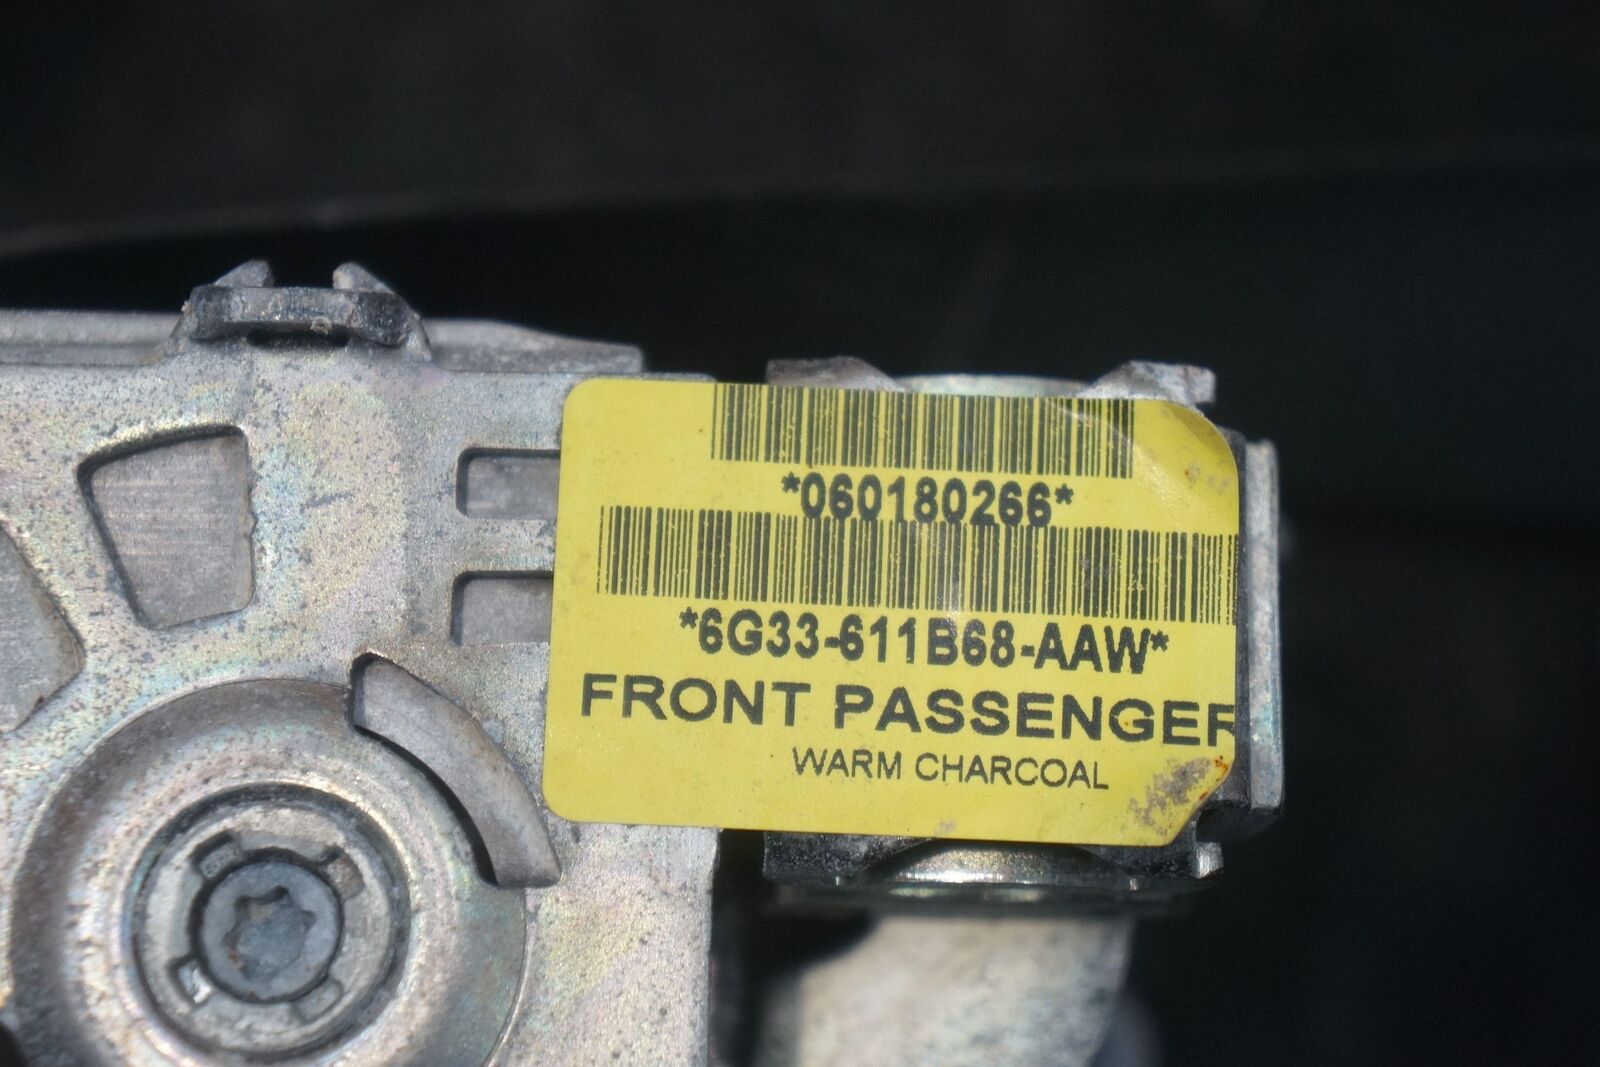 *060180266*
*6G33-611B68-AAW*
FRONT PASSENGER
WARM CHARCOAL